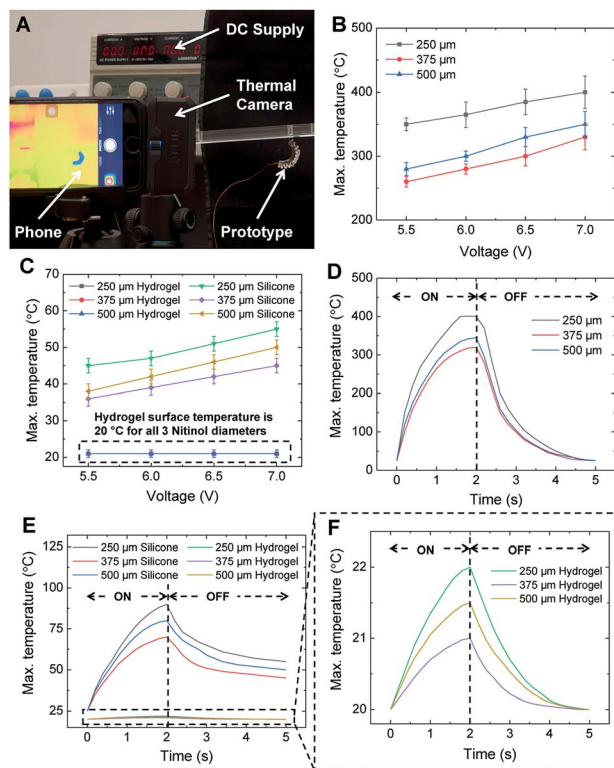 A
DC Supply
Thermal
Camera
Phone
Prototype
B
Max. temperature (°C)
500
400
300
200
250 µm
375 µm
500 µm
5.5 6.0 6.5 7.0
Voltage (V)
C
Max. temperature (°C)
70
60
50
40
30
20
250 µm Hydrogel 250 µm Silicone
375 µm Hydrogel 375 µm Silicone
500 µm Hydrogel 500 µm Silicone
Hydrogel surface temperature is
20 °C for all 3 Nitinol diameters
5.5 6.0 6.5 7.0
Voltage (V)
D
Max. temperature (°C)
500
400
300
200
100
0
ON OFF
250 µm
375 µm
500 µm
0 1 2 3 4 5
Time (s)
E
Max. temperature (°C)
125
100
75
50
25
250 µm Silicone 250 µm Hydrogel
375 µm Silicone 375 µm Hydrogel
500 µm Silicone 500 µm Hydrogel
ON OFF
0 1 2 3 4 5
Time (s)
F
Max. temperature (°C)
22
21
20
ON OFF
250 µm Hydrogel
375 µm Hydrogel
500 µm Hydrogel
0 1 2 3 4 5
Time (s)